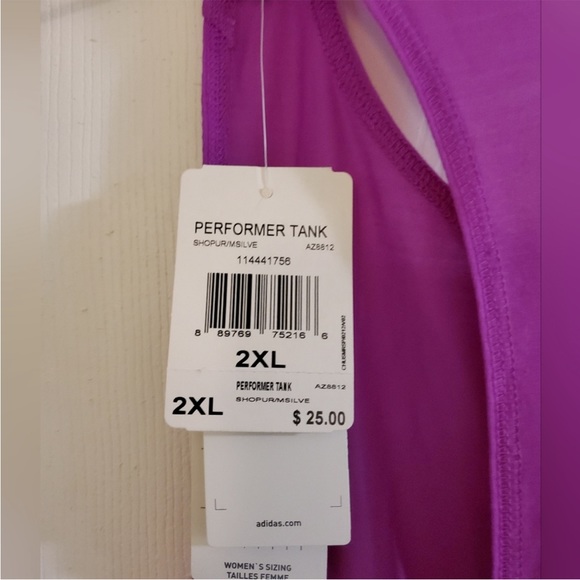 PERFORMER TANK
SHOPUR/MSILVE AZ8812
114441756
8 89769 75216 6
2XL
PERFORMER TANK AZ8812
2XL SHOPUR/MSILVE
$ 25.00
adidas.com
WOMEN'S SIZING
TAILLES FEMME